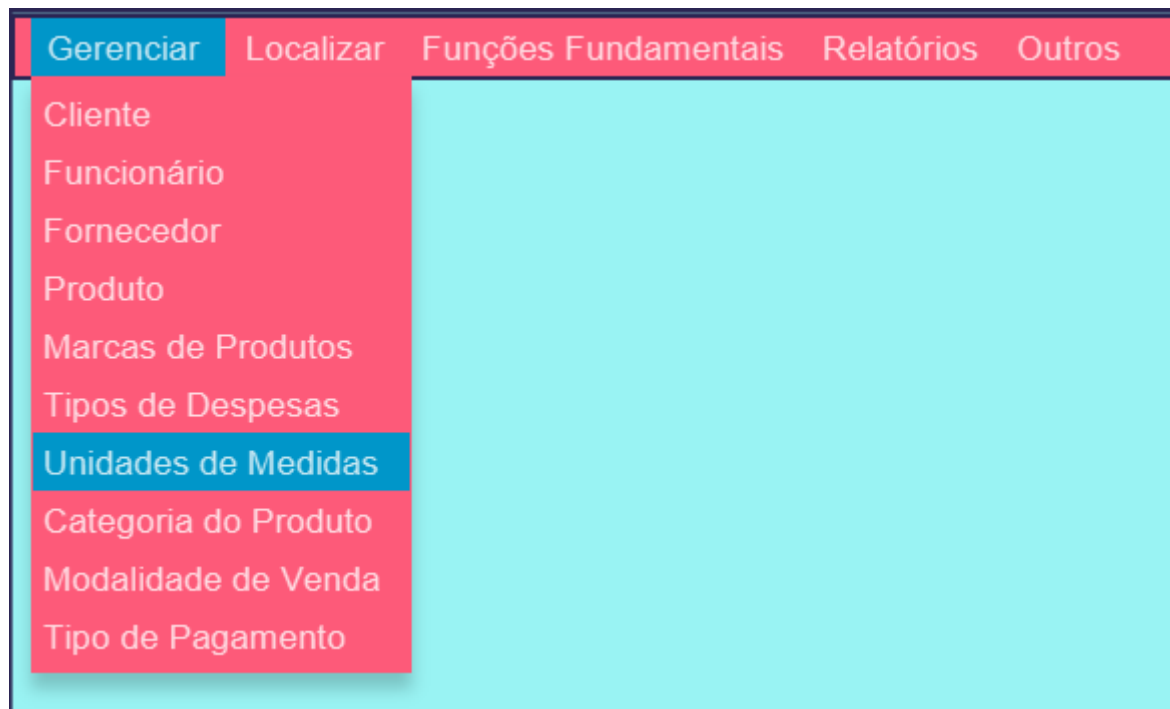 Gerenciar Localizar Funções Fundamentais Relatórios Outros
Cliente
Funcionário
Fornecedor
Produto
Marcas de Produtos
Tipos de Despesas
Unidades de Medidas
Categoria do Produto
Modalidade de Venda
Tipo de Pagamento